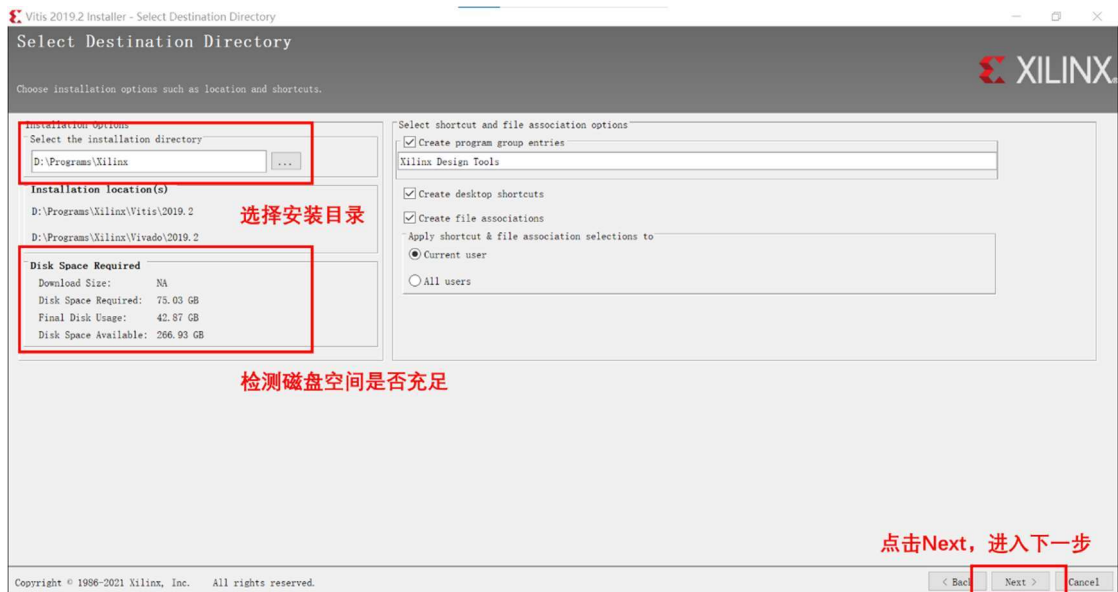 Vitis 2019.2 Installer - Select Destination Directory
Select Destination Directory
XILINX.
Choose installation options such as location and shortcuts.
Installation Options
Select the installation directory
D:\Programs\Xilinx
...
Installation location(s)
D:\Programs\Xilinx\Vitis\2019.2
选择安装目录
D:\Programs\Xilinx\Vivado\2019.2
Disk Space Required
Download Size: NA
Disk Space Required: 75.03 GB
Final Disk Usage: 42.87 GB
Disk Space Available: 266.93 GB
检测磁盘空间是否充足
Select shortcut and file association options
Create program group entries
Xilinx Design Tools
Create desktop shortcuts
Create file associations
Apply shortcut & file association selections to
Current user
All users
点击Next，进入下一步
Copyright © 1986-2021 Xilinx, Inc. All rights reserved.
< Back
Next >
Cancel